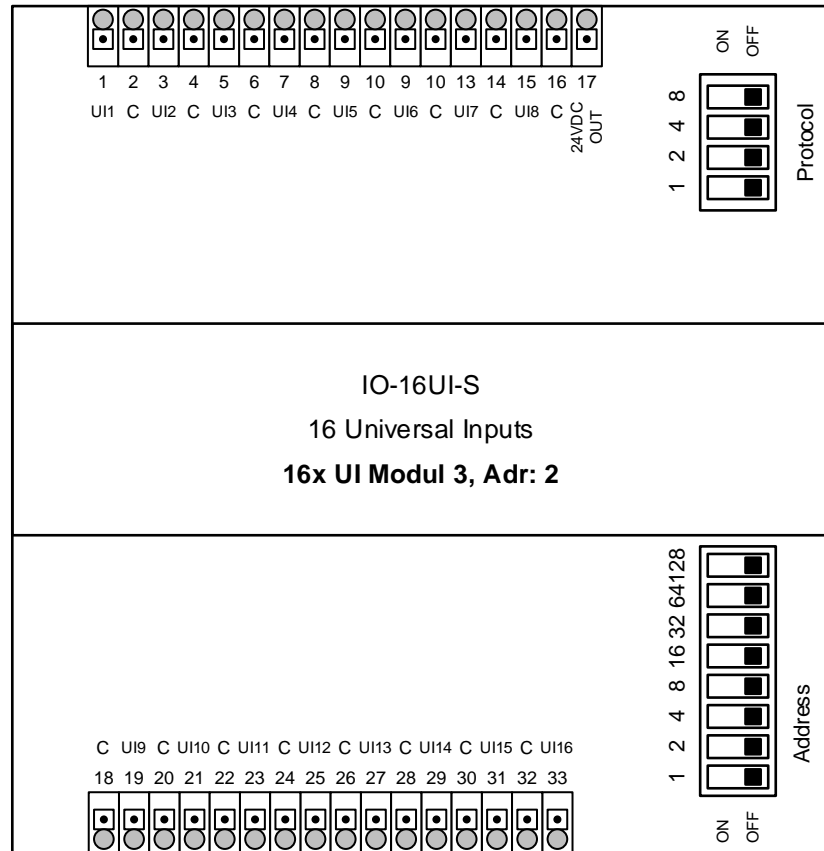 1 2 3 4 5 6 7 8 9 10 9 10 13 14 15 16 17
UI1 C UI2 C UI3 C UI4 C UI5 C UI6 C UI7 C UI8 C 24VDC OUT
ON OFF
8
4
2
1
Protocol
IO-16UI-S
16 Universal Inputs
16x UI Modul 3, Adr: 2
128
64
32
16
8
4
2
1
Address
ON OFF
C UI9 C UI10 C UI11 C UI12 C UI13 C UI14 C UI15 C UI16
18 19 20 21 22 23 24 25 26 27 28 29 30 31 32 33